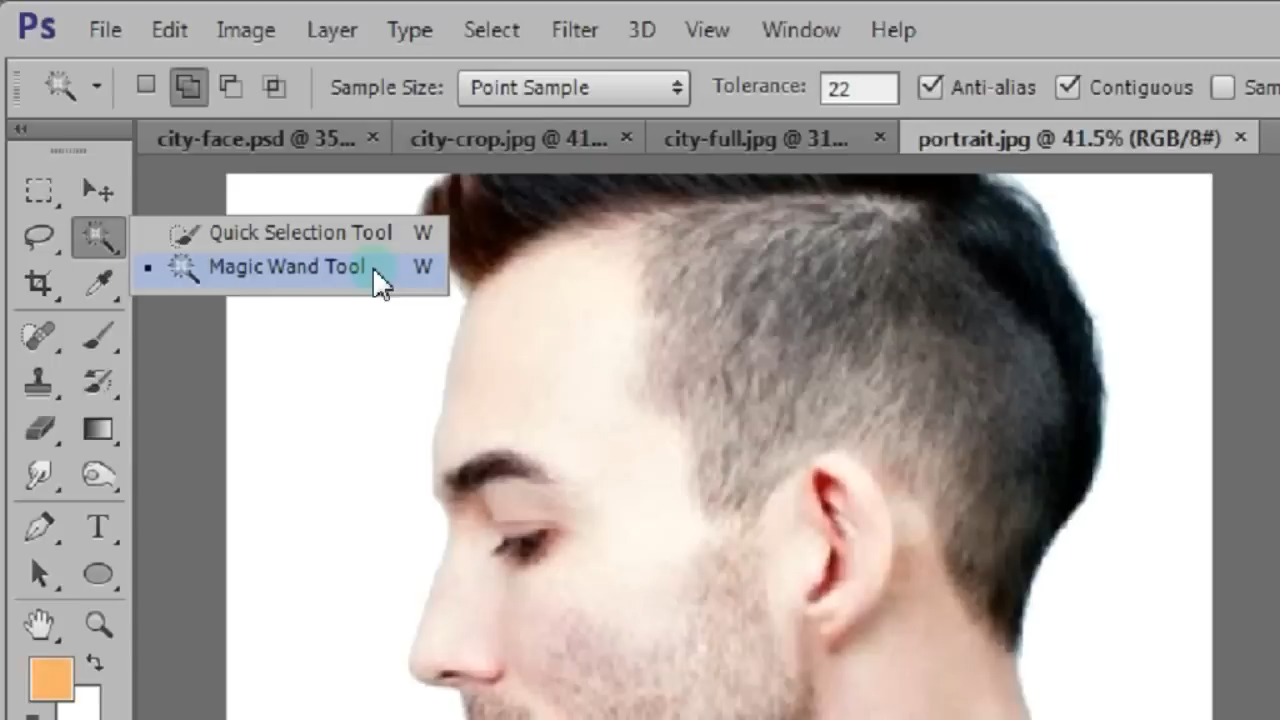 Ps File Edit Image Layer Type Select Filter 3D View Window Help
Sample Size: Point Sample Tolerance: 22 Anti-alias Contiguous Sam
city-face.psd @ 35... × city-crop.jpg @ 41... × city-full.jpg @ 31... × portrait.jpg @ 41.5% (RGB/8#) ×
Quick Selection Tool W
Magic Wand Tool W
T